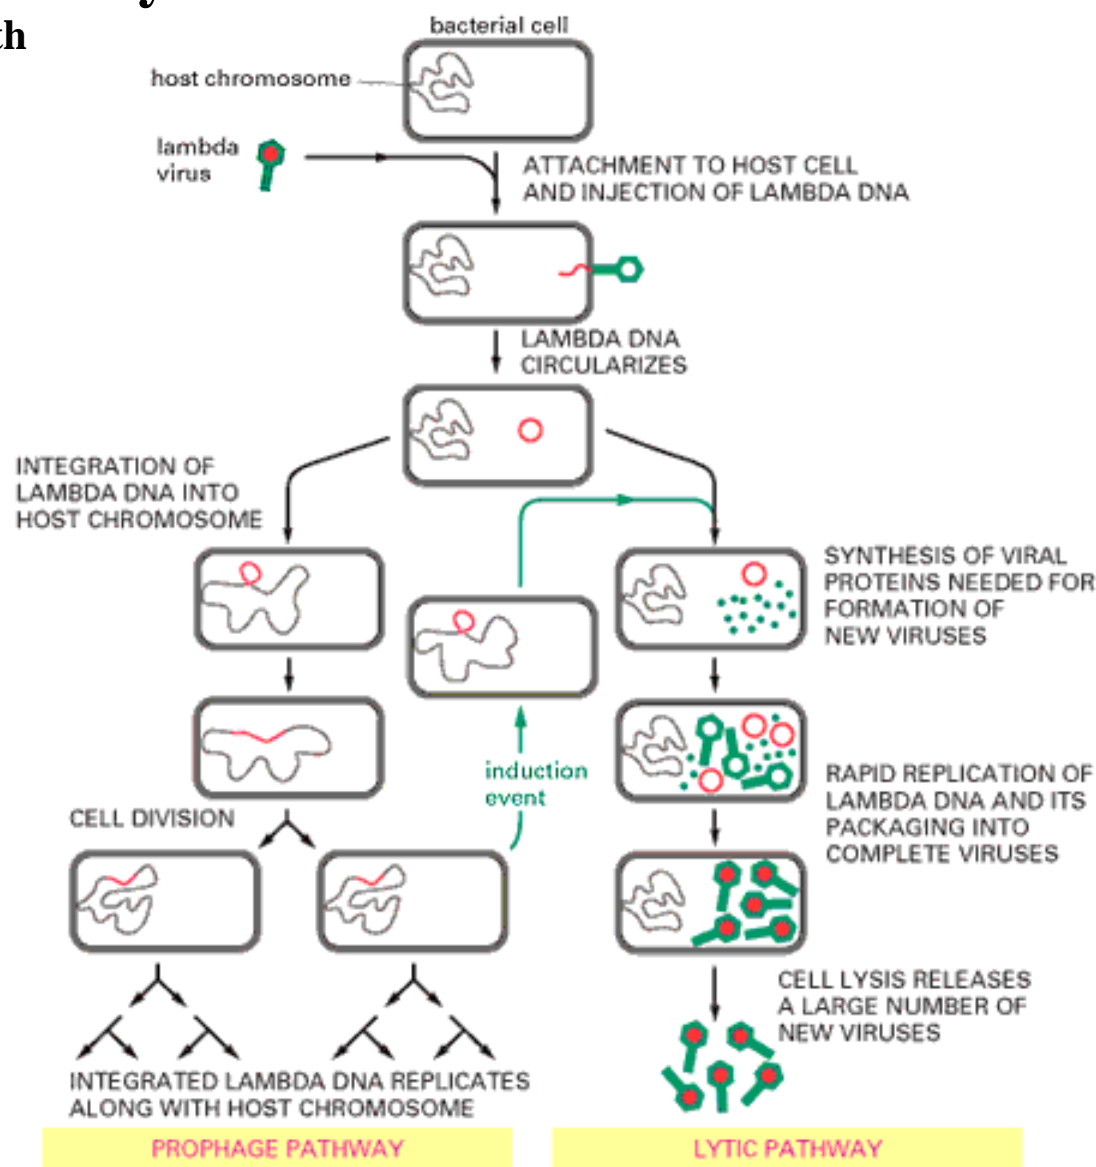 th
bacterial cell
host chromosome
lambda
virus
ATTACHMENT TO HOST CELL
AND INJECTION OF LAMBDA DNA
LAMBDA DNA
CIRCULARIZES
INTEGRATION OF
LAMBDA DNA INTO
HOST CHROMOSOME
SYNTHESIS OF VIRAL
PROTEINS NEEDED FOR
FORMATION OF
NEW VIRUSES
induction
event
RAPID REPLICATION OF
LAMBDA DNA AND ITS
PACKAGING INTO
COMPLETE VIRUSES
CELL DIVISION
CELL LYSIS RELEASES
A LARGE NUMBER OF
NEW VIRUSES
INTEGRATED LAMBDA DNA REPLICATES
ALONG WITH HOST CHROMOSOME
PROPHAGE PATHWAY
LYTIC PATHWAY